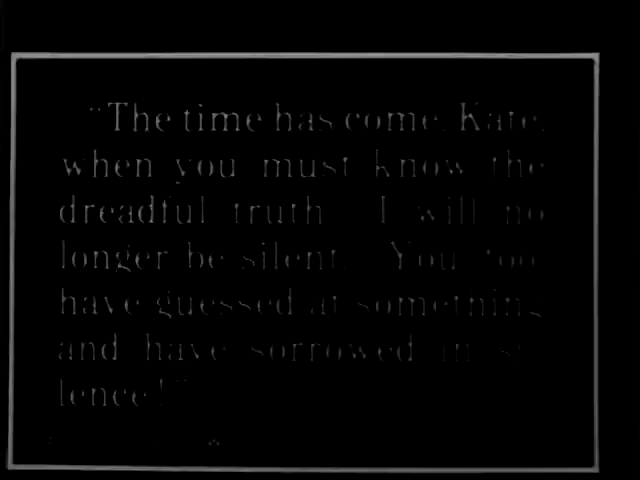 "The time has come, Kate,
when you must know the
dreadful truth. I will no
longer be silent. You too
have guessed at something
and have sorrowed in si-
lence!"